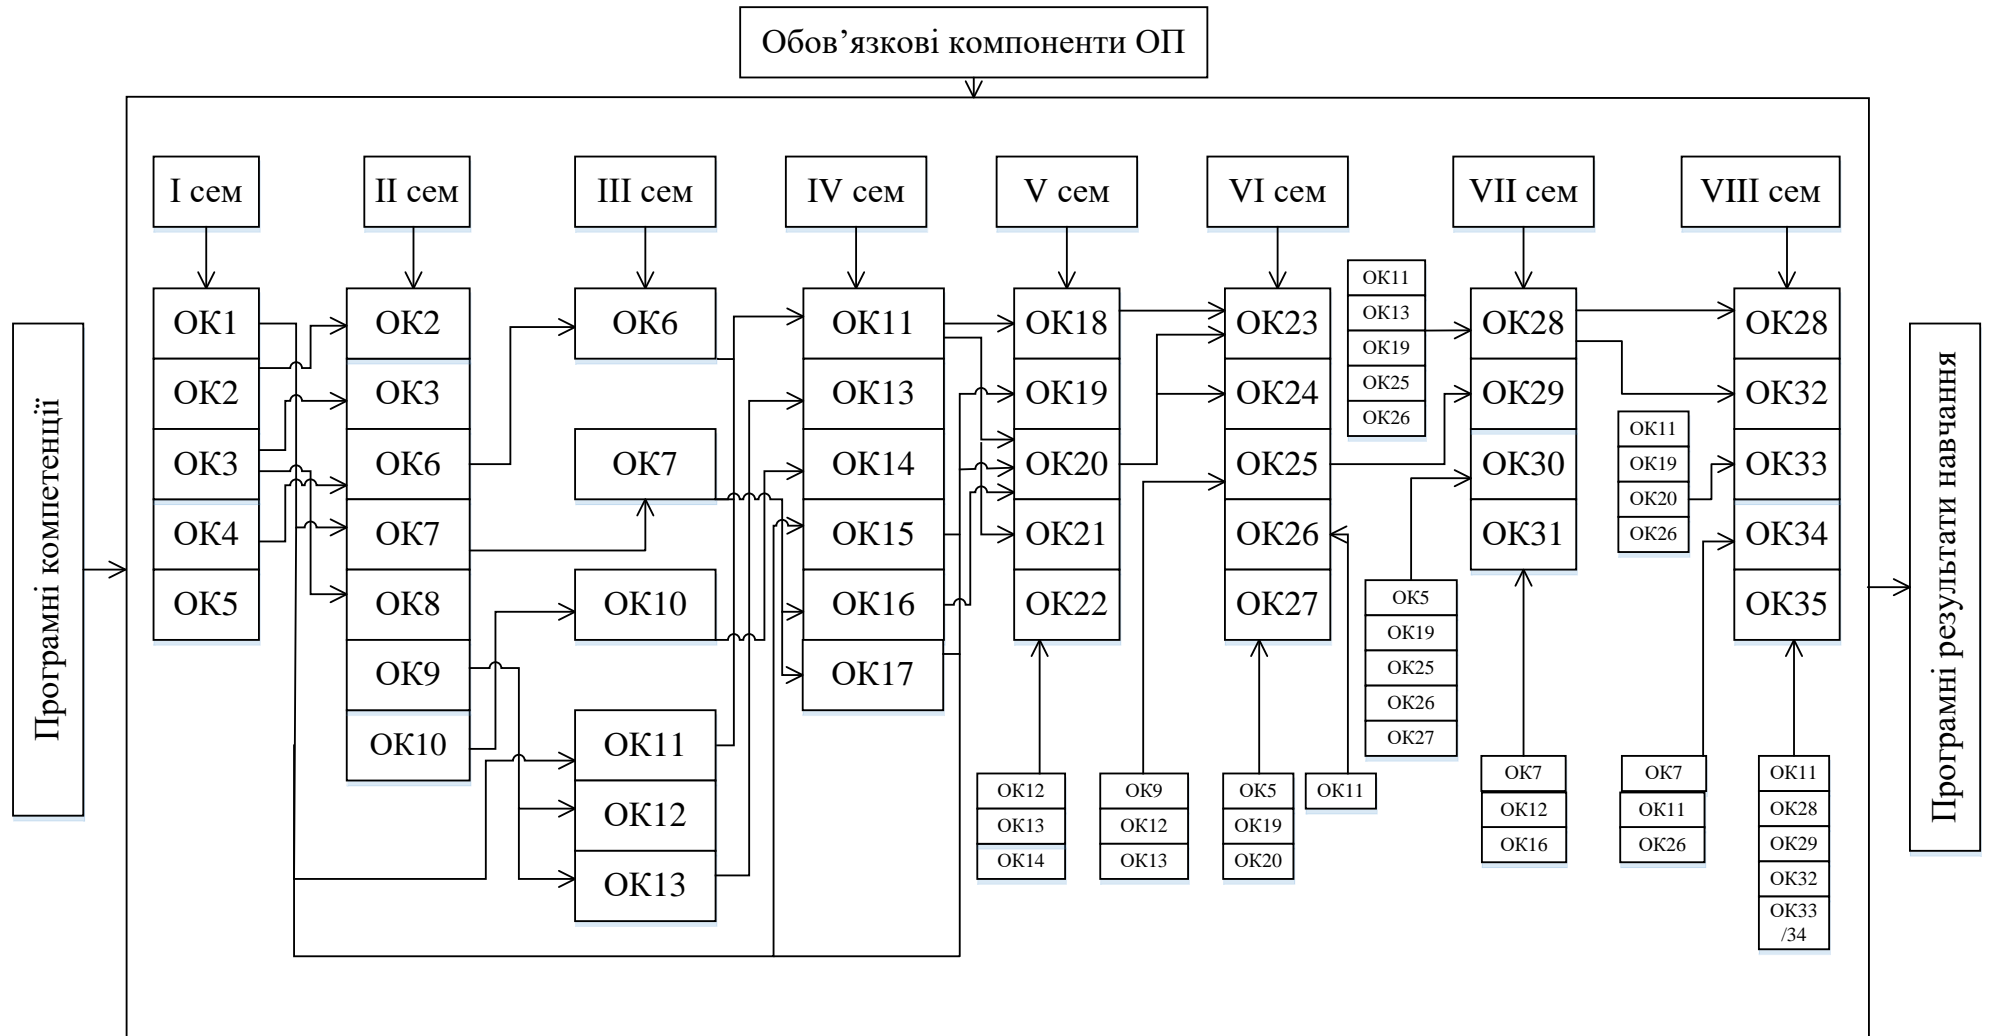 Обов’язкові компоненти ОП
Програмні компетенції
І сем
ІІ сем
ІІІ сем
IV сем
V сем
VI сем
VII сем
VIII сем
ОК1
ОК2
ОК3
ОК4
ОК5
ОК2
ОК3
ОК6
ОК7
ОК8
ОК9
ОК10
ОК6
ОК7
ОК10
ОК11
ОК12
ОК13
ОК11
ОК13
ОК14
ОК15
ОК16
ОК17
ОК18
ОК19
ОК20
ОК21
ОК22
ОК12
ОК13
ОК14
ОК9
ОК12
ОК13
ОК23
ОК24
ОК25
ОК26
ОК27
ОК5
ОК19
ОК20
ОК11
ОК11
ОК13
ОК19
ОК25
ОК26
ОК5
ОК19
ОК25
ОК26
ОК27
ОК28
ОК29
ОК30
ОК31
ОК7
ОК12
ОК16
ОК11
ОК19
ОК20
ОК26
ОК7
ОК11
ОК26
ОК28
ОК32
ОК33
ОК34
ОК35
ОК11
ОК28
ОК29
ОК32
ОК33
/34
Програмні результати навчання